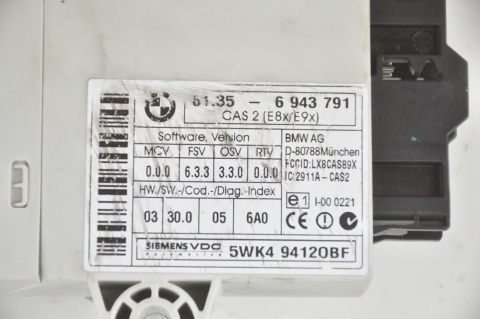 BMW
61.35 - 6 943 791
CAS 2 (E8x/E9x)
Software, Version
MCV FSV OSV RTV
0.0.0 6.3.3 3.3.0 0.0.0
HW./SW.-/Cod.-/Diag.-Index
03 30.0 05 6A0
BMW AG
D-80788München
FCCID:LX8CAS89X
IC:2911A-CAS2
e1 I-00 0221
SIEMENS VDO
Automotive
5WK4 94120BF